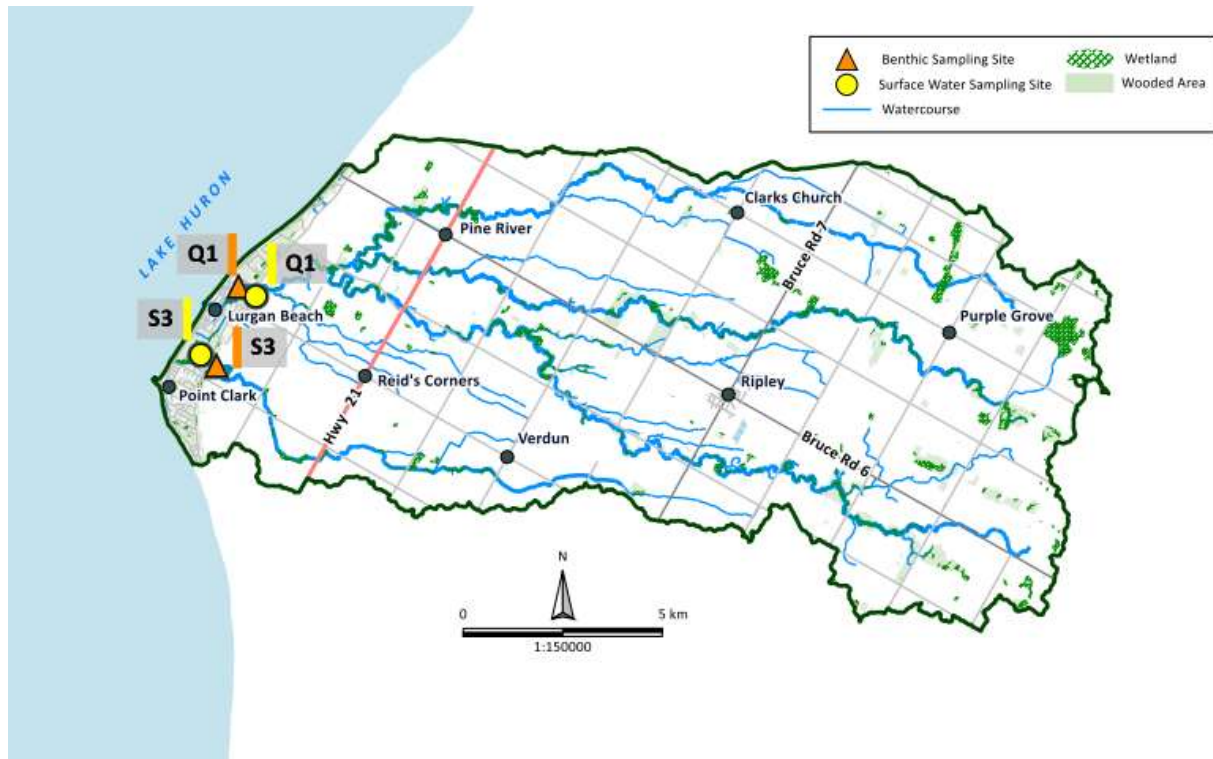 Benthic Sampling Site
Wetland
Surface Water Sampling Site
Wooded Area
Watercourse
LAKE HURON
Clarks Church
Pine River
Bruce Rd 7
Q1
Q1
Lurgan Beach
S3
S3
Purple Grove
Point Clark
Reid's Corners
Hwy 21
Ripley
Verdun
Bruce Rd 6
N
0 5 km
1:150000